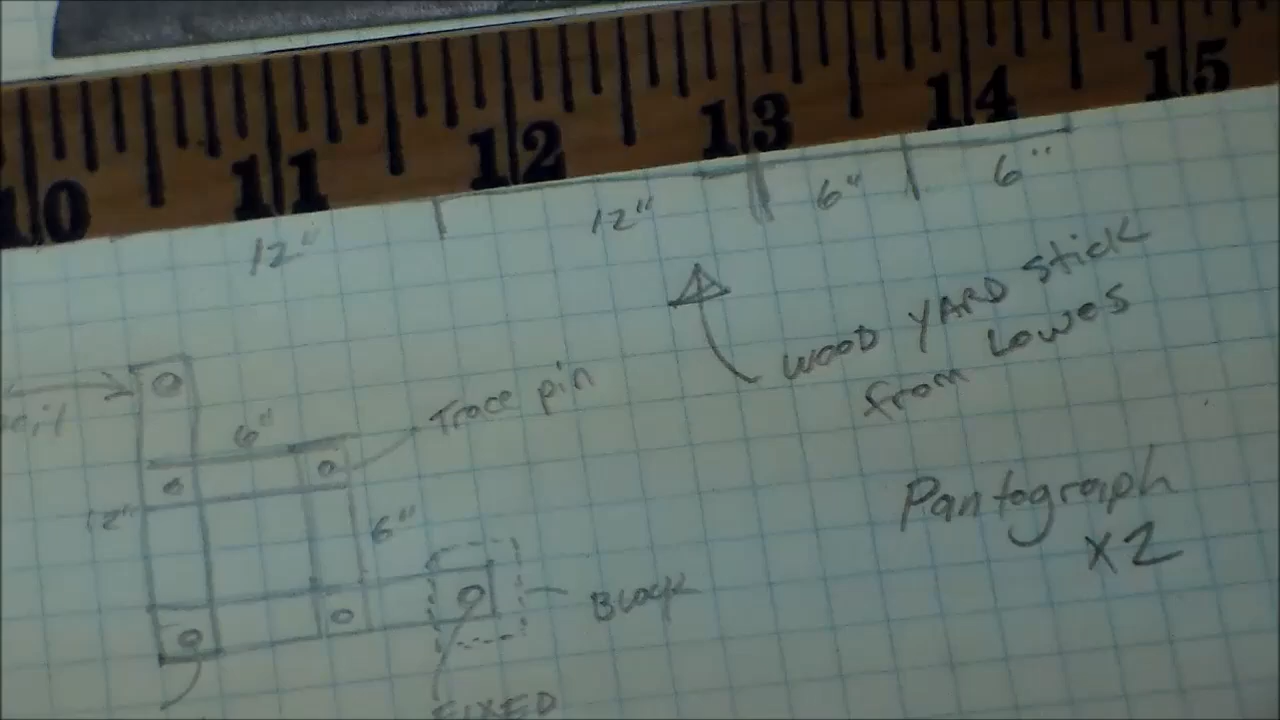 10 11 12 13 14 15
12" 12" 6" 6"
wood YARD stick
from Lowes
6"
Trace pin
12"
6"
Block
FIXED
Pantograph
x2